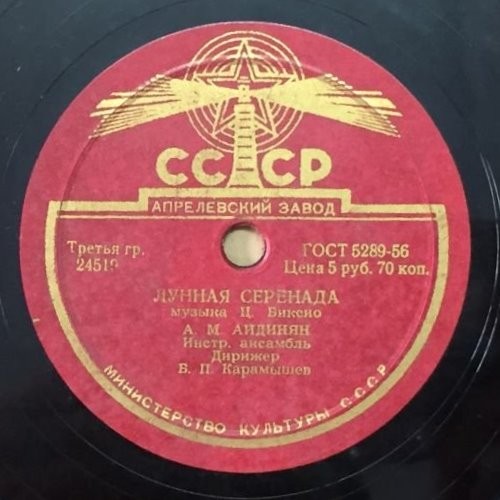 СССР
АПРЕЛЕВСКИЙ ЗАВОД
Третья гр.
24519
ГОСТ 5289-56
Цена 5 руб. 70 коп.
ЛУННАЯ СЕРЕНАДА
музыка Ц. Биксио
А. М. АЙДИНЯН
Инстр. ансамбль
Дирижер
Б. П. Карамышев
МИНИСТЕРСТВО КУЛЬТУРЫ СССР